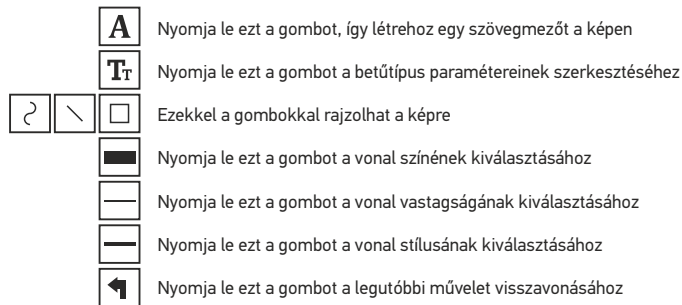 A Nyomja le ezt a gombot, így létrehoz egy szövegmezőt a képen
TT Nyomja le ezt a gombot a betűtípus paramétereinek szerkesztéséhez
Ezekkel a gombokkal rajzolhat a képre
Nyomja le ezt a gombot a vonal színének kiválasztásához
Nyomja le ezt a gombot a vonal vastagságának kiválasztásához
Nyomja le ezt a gombot a vonal stílusának kiválasztásához
Nyomja le ezt a gombot a legutóbbi művelet visszavonásához